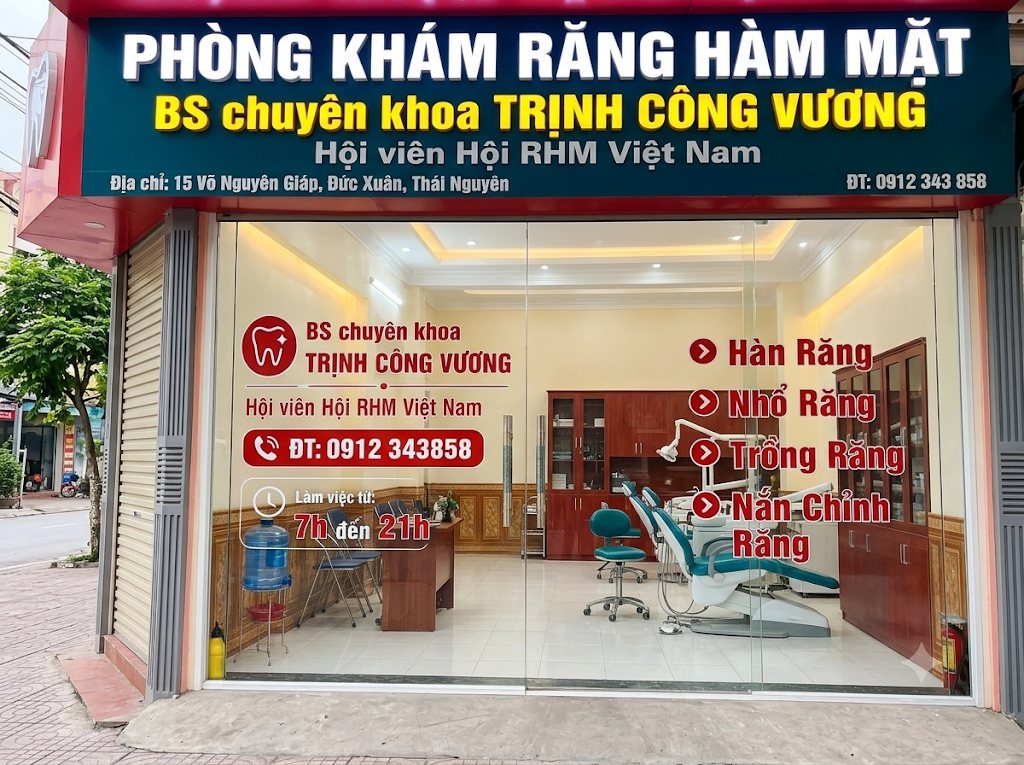 PHÒNG KHÁM RĂNG HÀM MẶT
BS chuyên khoa TRỊNH CÔNG VƯƠNG
Hội viên Hội RHM Việt Nam
Địa chỉ: 15 Võ Nguyên Giáp, Đức Xuân, Thái Nguyên
ĐT: 0912 343 858
BS chuyên khoa
TRỊNH CÔNG VƯƠNG
Hội viên Hội RHM Việt Nam
ĐT: 0912 343858
Làm việc từ:
7h đến 21h
Hàn Răng
Nhổ Răng
Trồng Răng
Nắn Chỉnh
Răng